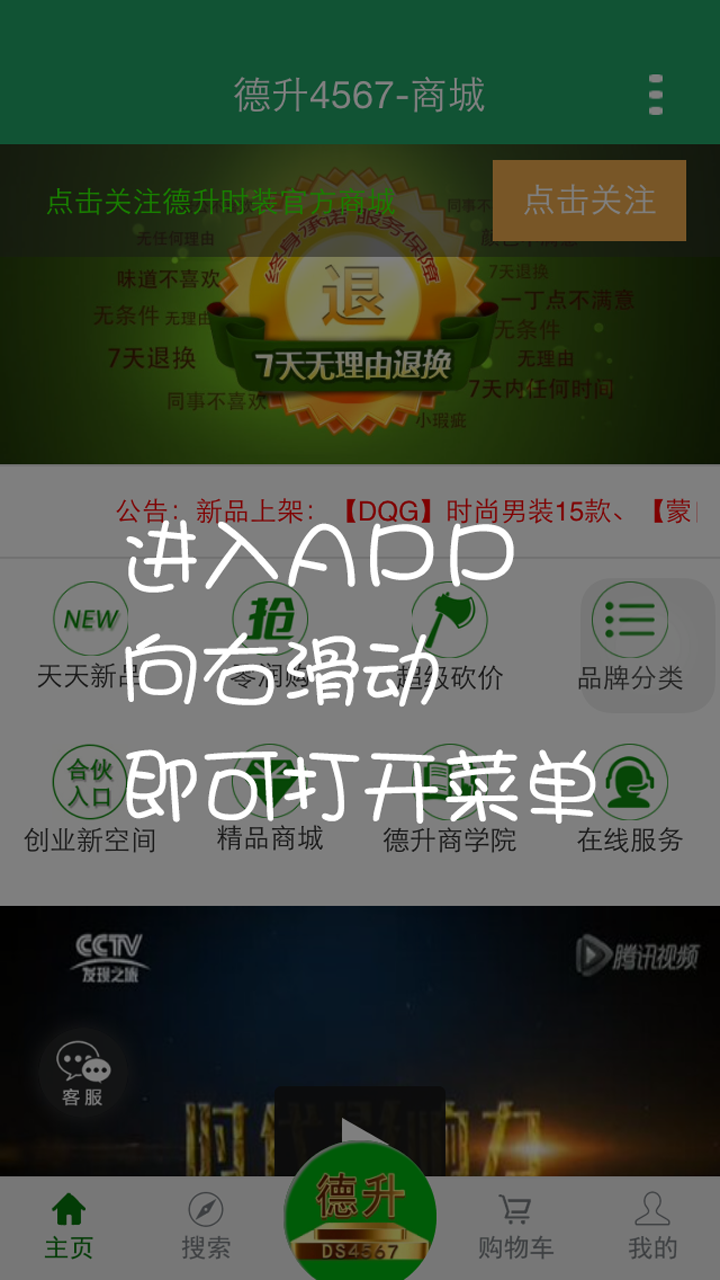 德升4567-商城
点击关注德升时装官方商城
点击关注
终身承诺 服务保障
同事不
无任何理由
味道不喜欢
7天退换
无条件 无理由
一丁点不满意
退
无条件
7天退换
7天无理由退换
无理由
同事不喜欢
7天内任何时间
小瑕疵
公告：新品上架：【DQG】时尚男装15款、【蒙
进入APP
NEW
抢
天天新品
零润购
超级砍价
品牌分类
向右滑动
合伙
入口
即可打开菜单
创业新空间
精品商城
德升商学院
在线服务
CCTV
发现之旅
腾讯视频
客服
时代影响力
德升
DS4567
主页
搜索
购物车
我的